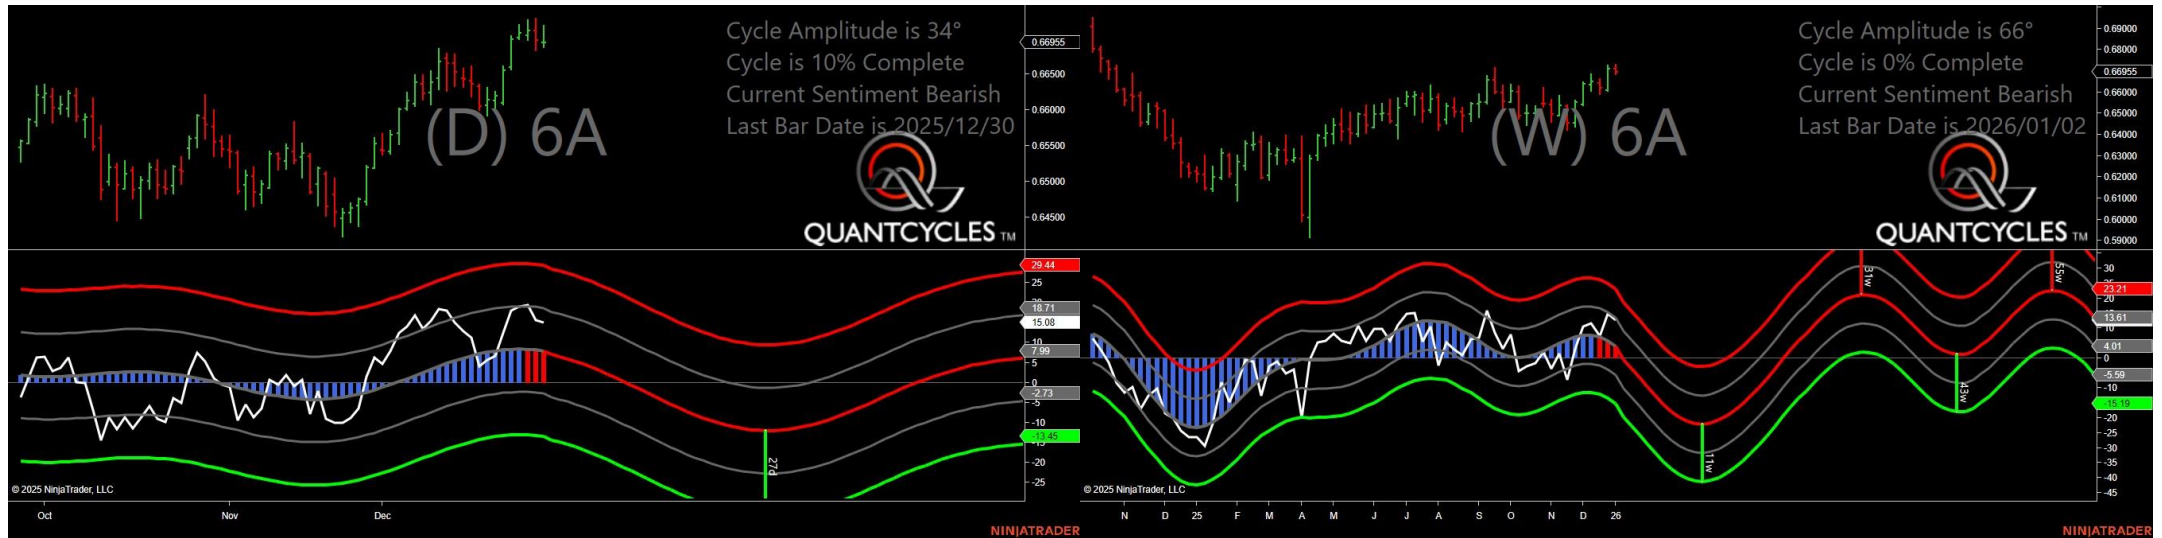 Cycle Amplitude is 34°
Cycle is 10% Complete
Current Sentiment Bearish
Last Bar Date is 2025/12/30
(D) 6A
QUANTCYCLES TM
0.66955
0.66500
0.66000
0.65500
0.65000
0.64500
29.44
25
18.71
15.08
10
7.99
5
0
-2.73
-5
-10
-13.45
-20
-25
27d
© 2025 NinjaTrader, LLC
Oct Nov Dec
NINJATRADER
Cycle Amplitude is 66°
Cycle is 0% Complete
Current Sentiment Bearish
Last Bar Date is 2026/01/02
(W) 6A
QUANTCYCLES TM
0.69000
0.68000
0.66955
0.66000
0.65000
0.64000
0.63000
0.62000
0.61000
0.60000
0.59000
31w
55w
43w
11w
30
23.21
20
13.61
10
4.01
0
-5.59
-10
-15.19
-20
-25
-30
-35
-40
-45
© 2025 NinjaTrader, LLC
N D 25 F M A M J J A S O N D 26
NINJATRADER